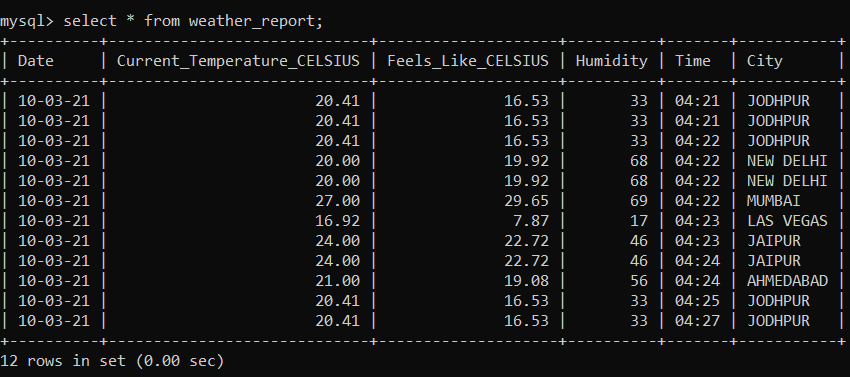 mysql> select * from weather_report;
+----------+-----------------------------+--------------------+----------+-------+-----------+
| Date     | Current_Temperature_CELSIUS | Feels_Like_CELSIUS | Humidity | Time  | City      |
+----------+-----------------------------+--------------------+----------+-------+-----------+
| 10-03-21 |                       20.41 |              16.53 |       33 | 04:21 | JODHPUR   |
| 10-03-21 |                       20.41 |              16.53 |       33 | 04:21 | JODHPUR   |
| 10-03-21 |                       20.41 |              16.53 |       33 | 04:22 | JODHPUR   |
| 10-03-21 |                       20.00 |              19.92 |       68 | 04:22 | NEW DELHI |
| 10-03-21 |                       20.00 |              19.92 |       68 | 04:22 | NEW DELHI |
| 10-03-21 |                       27.00 |              29.65 |       69 | 04:22 | MUMBAI    |
| 10-03-21 |                       16.92 |               7.87 |       17 | 04:23 | LAS VEGAS |
| 10-03-21 |                       24.00 |              22.72 |       46 | 04:23 | JAIPUR    |
| 10-03-21 |                       24.00 |              22.72 |       46 | 04:24 | JAIPUR    |
| 10-03-21 |                       21.00 |              19.08 |       56 | 04:24 | AHMEDABAD |
| 10-03-21 |                       20.41 |              16.53 |       33 | 04:25 | JODHPUR   |
| 10-03-21 |                       20.41 |              16.53 |       33 | 04:27 | JODHPUR   |
+----------+-----------------------------+--------------------+----------+-------+-----------+
12 rows in set (0.00 sec)